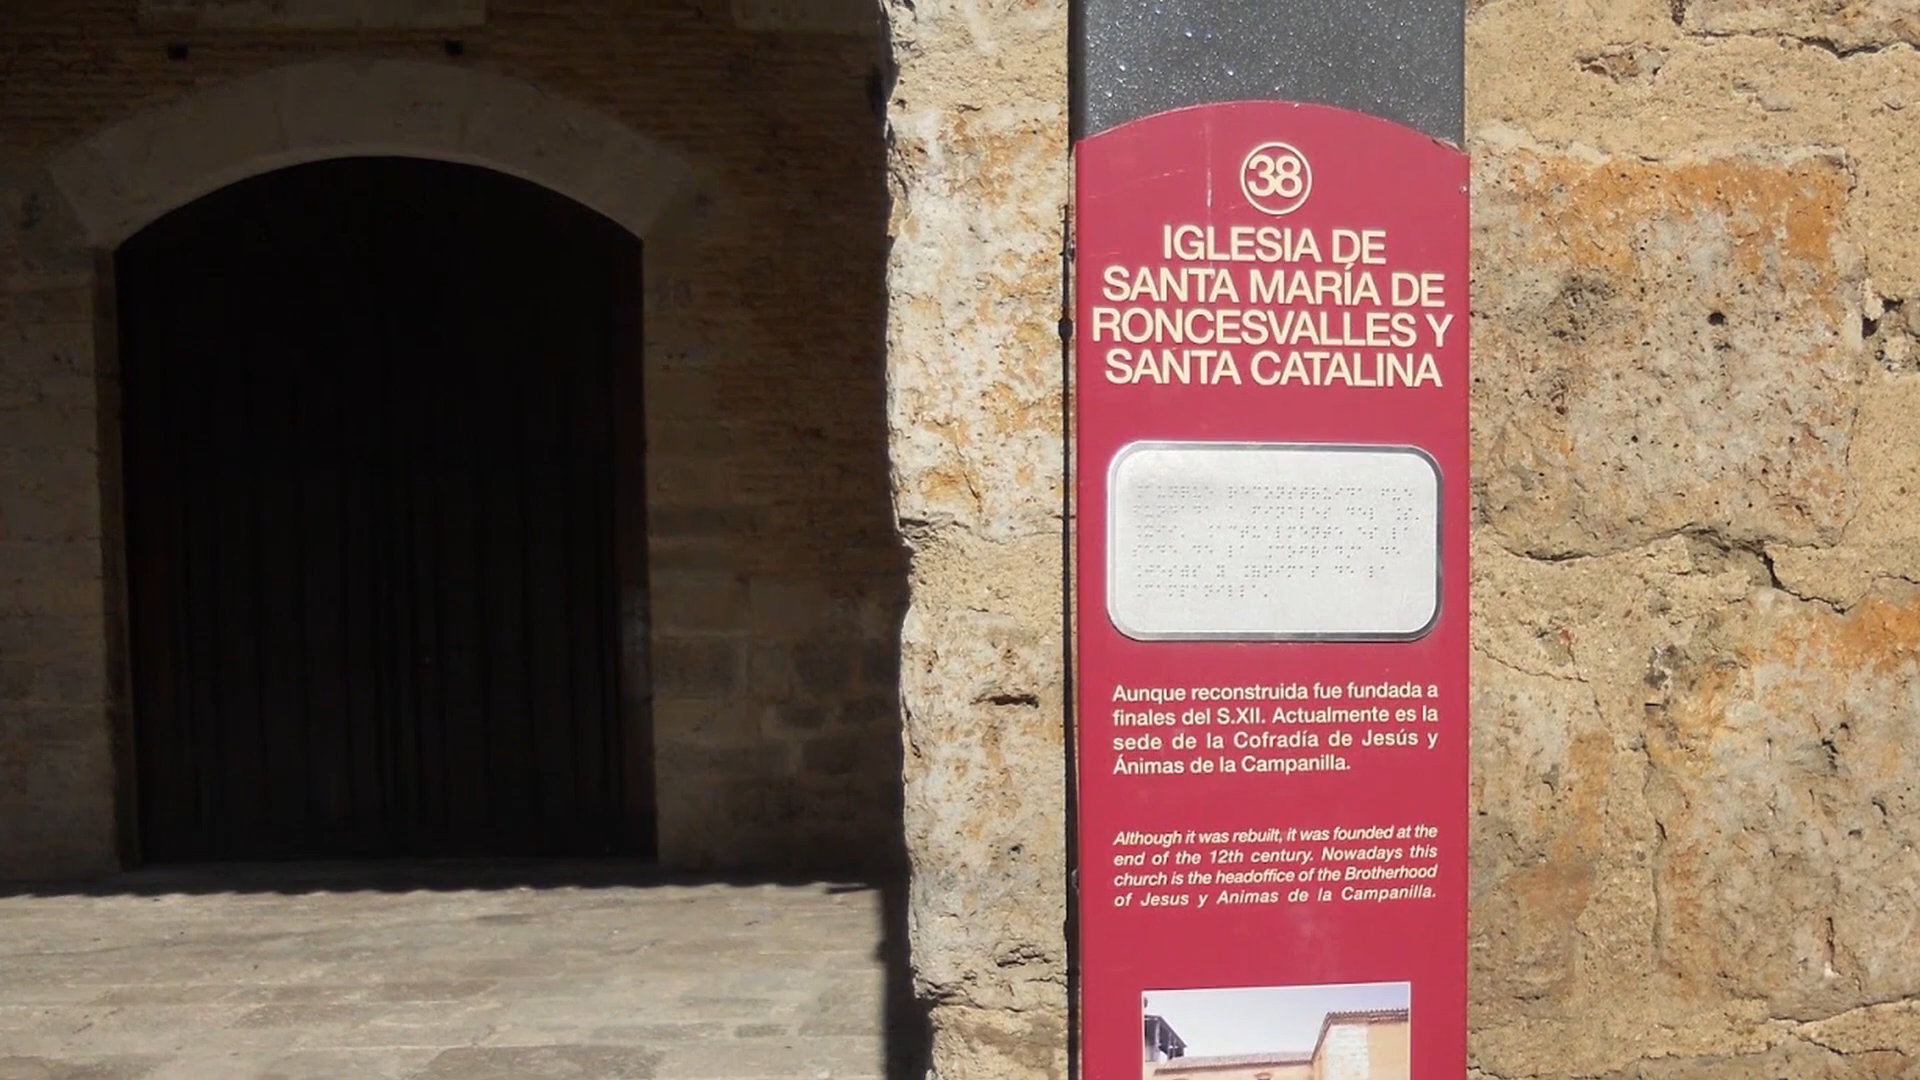 38
IGLESIA DE
SANTA MARÍA DE
RONCESVALLES Y
SANTA CATALINA
Aunque reconstruida fue fundada a
finales del S.XII. Actualmente es la
sede de la Cofradía de Jesús y
Ánimas de la Campanilla.
Although it was rebuilt, it was founded at the
end of the 12th century. Nowadays this
church is the headoffice of the Brotherhood
of Jesus y Animas de la Campanilla.